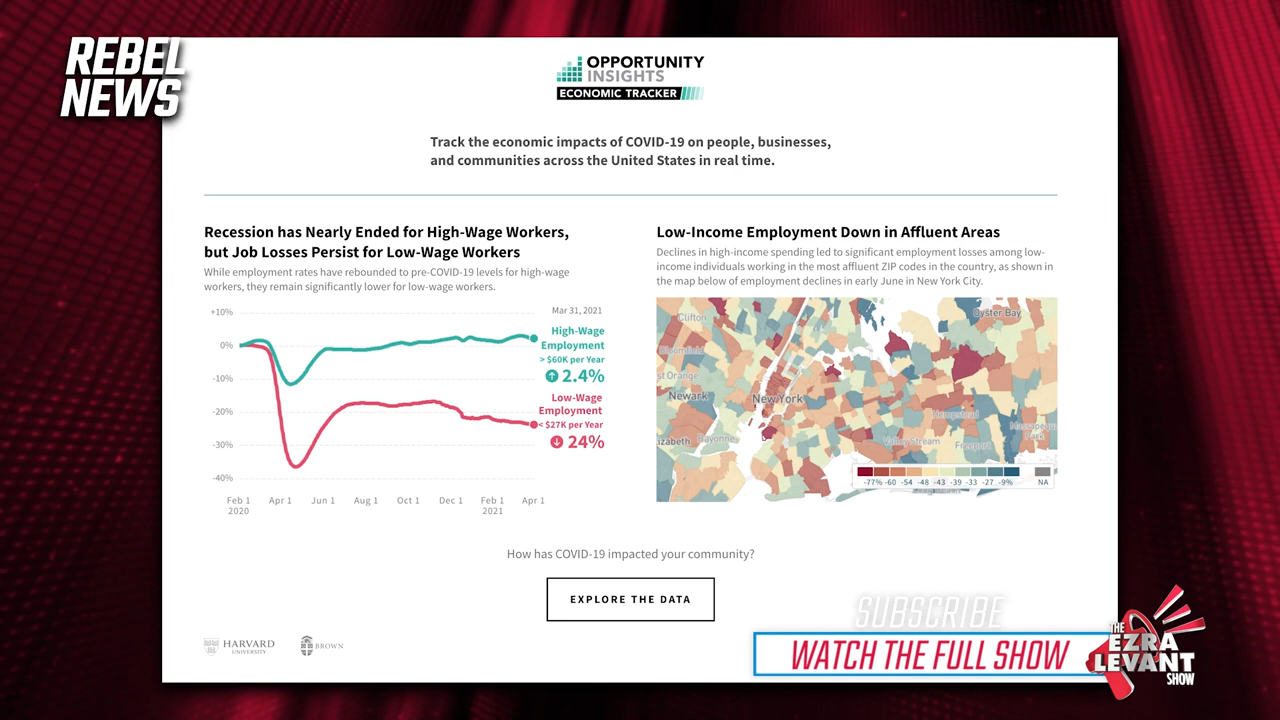 REBEL
NEWS
OPPORTUNITY
INSIGHTS
ECONOMIC TRACKER
Track the economic impacts of COVID-19 on people, businesses,
and communities across the United States in real time.
Recession has Nearly Ended for High-Wage Workers,
but Job Losses Persist for Low-Wage Workers
While employment rates have rebounded to pre-COVID-19 levels for high-wage
workers, they remain significantly lower for low-wage workers.
Mar 31, 2021
+10%
0%
-10%
-20%
-30%
-40%
High-Wage
Employment
> $60K per Year
2.4%
Low-Wage
Employment
< $27K per Year
24%
Feb 1 Apr 1 Jun 1 Aug 1 Oct 1 Dec 1 Feb 1 Apr 1
2020 2021
Low-Income Employment Down in Affluent Areas
Declines in high-income spending led to significant employment losses among low-
income individuals working in the most affluent ZIP codes in the country, as shown in
the map below of employment declines in early June in New York City.
Clifton
Oyster Bay
Bloomfield
st Orange
Newark
New York
Hempstead
Massapequa
Park
izabeth
Bayonne
Valley Stream
Freeport
-77% -60 -54 -48 -43 -39 -33 -27 -9% NA
How has COVID-19 impacted your community?
EXPLORE THE DATA
HARVARD
UNIVERSITY
BROWN
SUBSCRIBE
WATCH THE FULL SHOW
THE
EZRA
LEVANT
SHOW